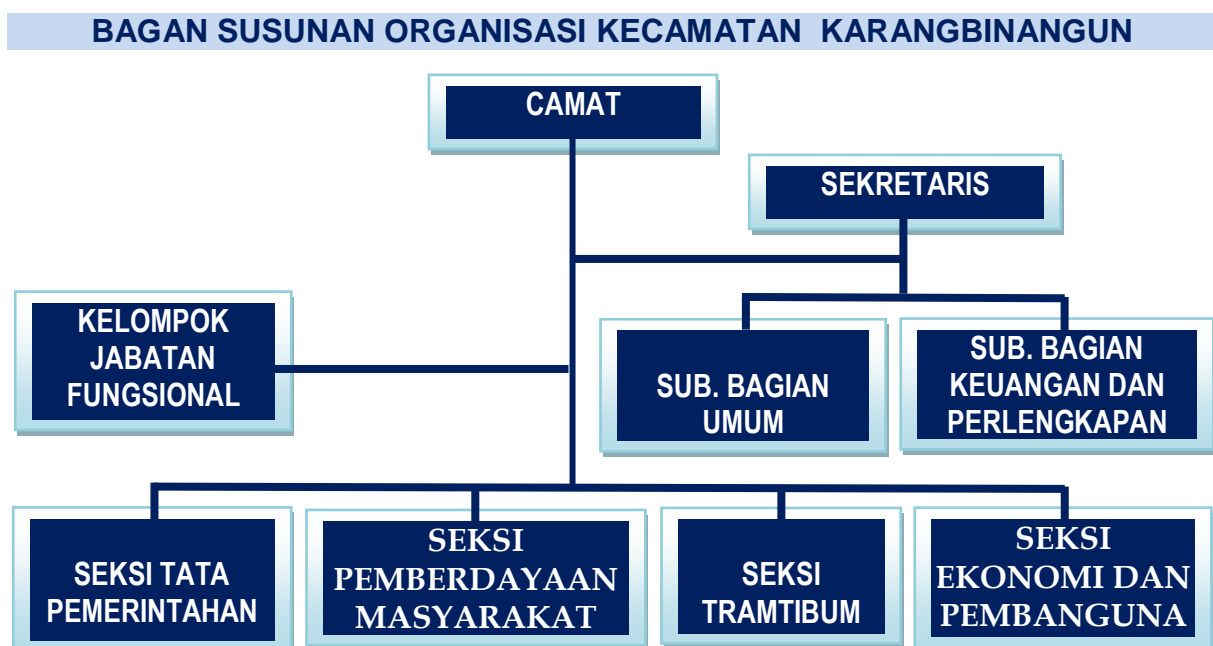 BAGAN SUSUNAN ORGANISASI KECAMATAN KARANGBINANGUN
CAMAT
SEKRETARIS
KELOMPOK
JABATAN
FUNGSIONAL
SUB. BAGIAN
UMUM
SUB. BAGIAN
KEUANGAN DAN
PERLENGKAPAN
SEKSI TATA
PEMERINTAHAN
SEKSI
PEMBERDAYAAN
MASYARAKAT
SEKSI
TRAMTIBUM
SEKSI
EKONOMI DAN
PEMBANGUNA